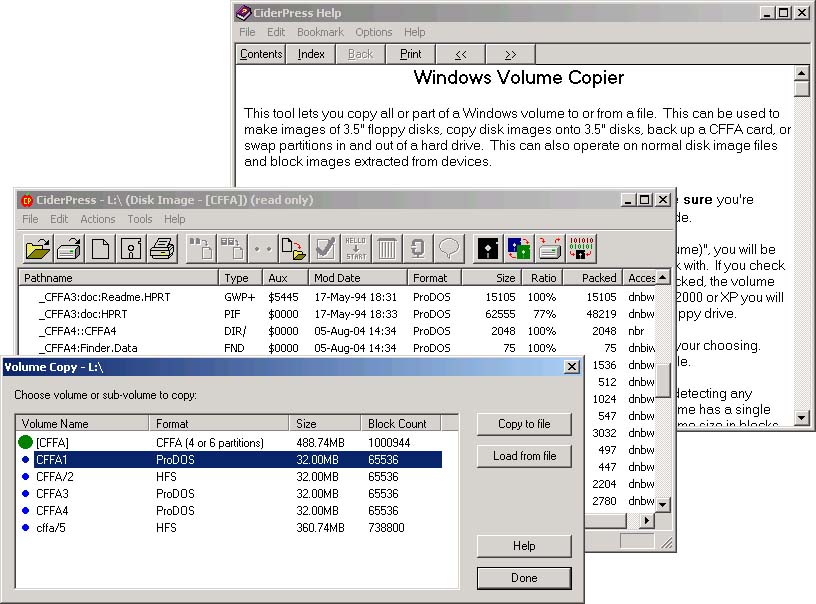 CiderPress Help
File Edit Bookmark Options Help
Contents Index Back Print << >>
Windows Volume Copier
This tool lets you copy all or part of a Windows volume to or from a file. This can be used to
make images of 3.5" floppy disks, copy disk images onto 3.5" disks, back up a CFFA card, or
swap partitions in and out of a hard drive. This can also operate on normal disk image files
and block images extracted from devices.
sure you're
de.
ume)", you will be
k with. If you check
cked, the volume
2000 or XP you will
ppy drive.
your choosing.
le.
detecting any
me has a single
me size in blocks
CiderPress - L:\ (Disk Image - [CFFA]) (read only)
File Edit Actions Tools Help
HELLO
START
Pathname Type Aux Mod Date Format Size Ratio Packed Acces
_CFFA3:doc:Readme.HPRT GWP+ $5445 17-May-94 18:31 ProDOS 15105 100% 15105 dnbw
_CFFA3:doc:HPRT PIF $0000 17-May-94 18:33 ProDOS 62555 77% 48219 dnbw
_CFFA4::CFFA4 DIR/ $0000 05-Aug-04 14:34 ProDOS 2048 100% 2048 nbr
_CFFA4:Finder.Data FND $0000 05-Aug-04 14:34 ProDOS 75 100% 75 dnbiw
1536 dnbw
512 dnbw
1024 dnbw
547 dnbw
3032 dnbw
497 dnbw
447 dnbw
2204 dnbw
2780 dnbw
Volume Copy - L:\
Choose volume or sub-volume to copy:
Volume Name Format Size Block Count
[CFFA] CFFA (4 or 6 partitions) 488.74MB 1000944
CFFA1 ProDOS 32.00MB 65536
CFFA/2 HFS 32.00MB 65536
CFFA3 ProDOS 32.00MB 65536
CFFA4 ProDOS 32.00MB 65536
cffa/5 HFS 360.74MB 738800
Copy to file
Load from file
Help
Done